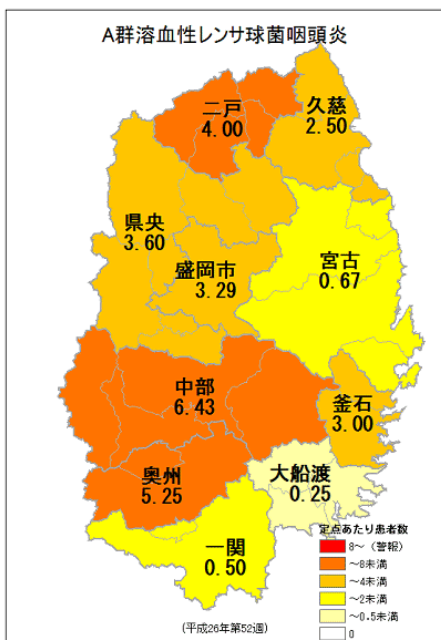 A群溶血性レンサ球菌咽頭炎
二戸
4.00
久慈
2.50
県央
3.60
盛岡市
3.29
宮古
0.67
中部
6.43
釜石
3.00
奥州
5.25
大船渡
0.25
一関
0.50
定点あたり患者数
8~（警報）
~8未満
~4未満
~2未満
~0.5未満
0
(平成26年第52週)